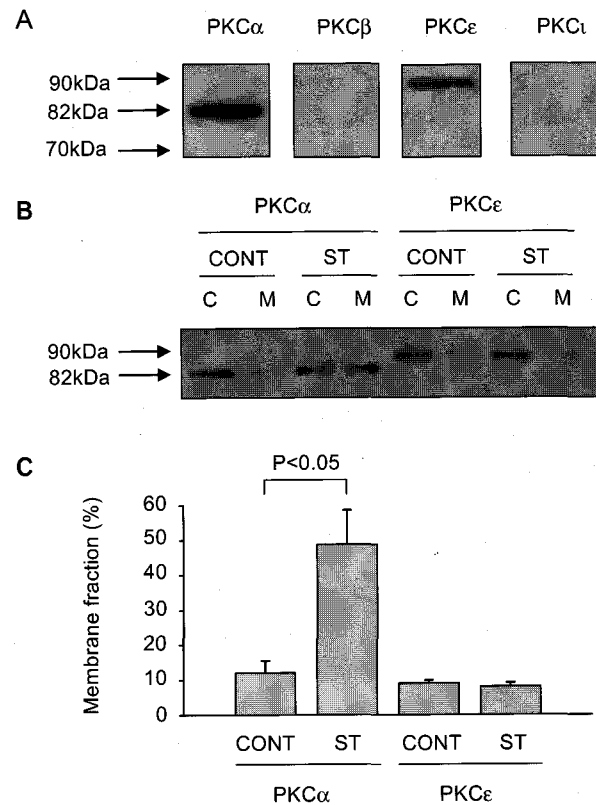 A
PKCα PKCβ PKCε PKCι
90kDa
82kDa
70kDa
B
PKCα PKCε
CONT ST CONT ST
C M C M C M C M
90kDa
82kDa
C
P<0.05
Membrane fraction (%)
60
50
40
30
20
10
0
CONT ST CONT ST
PKCα PKCε